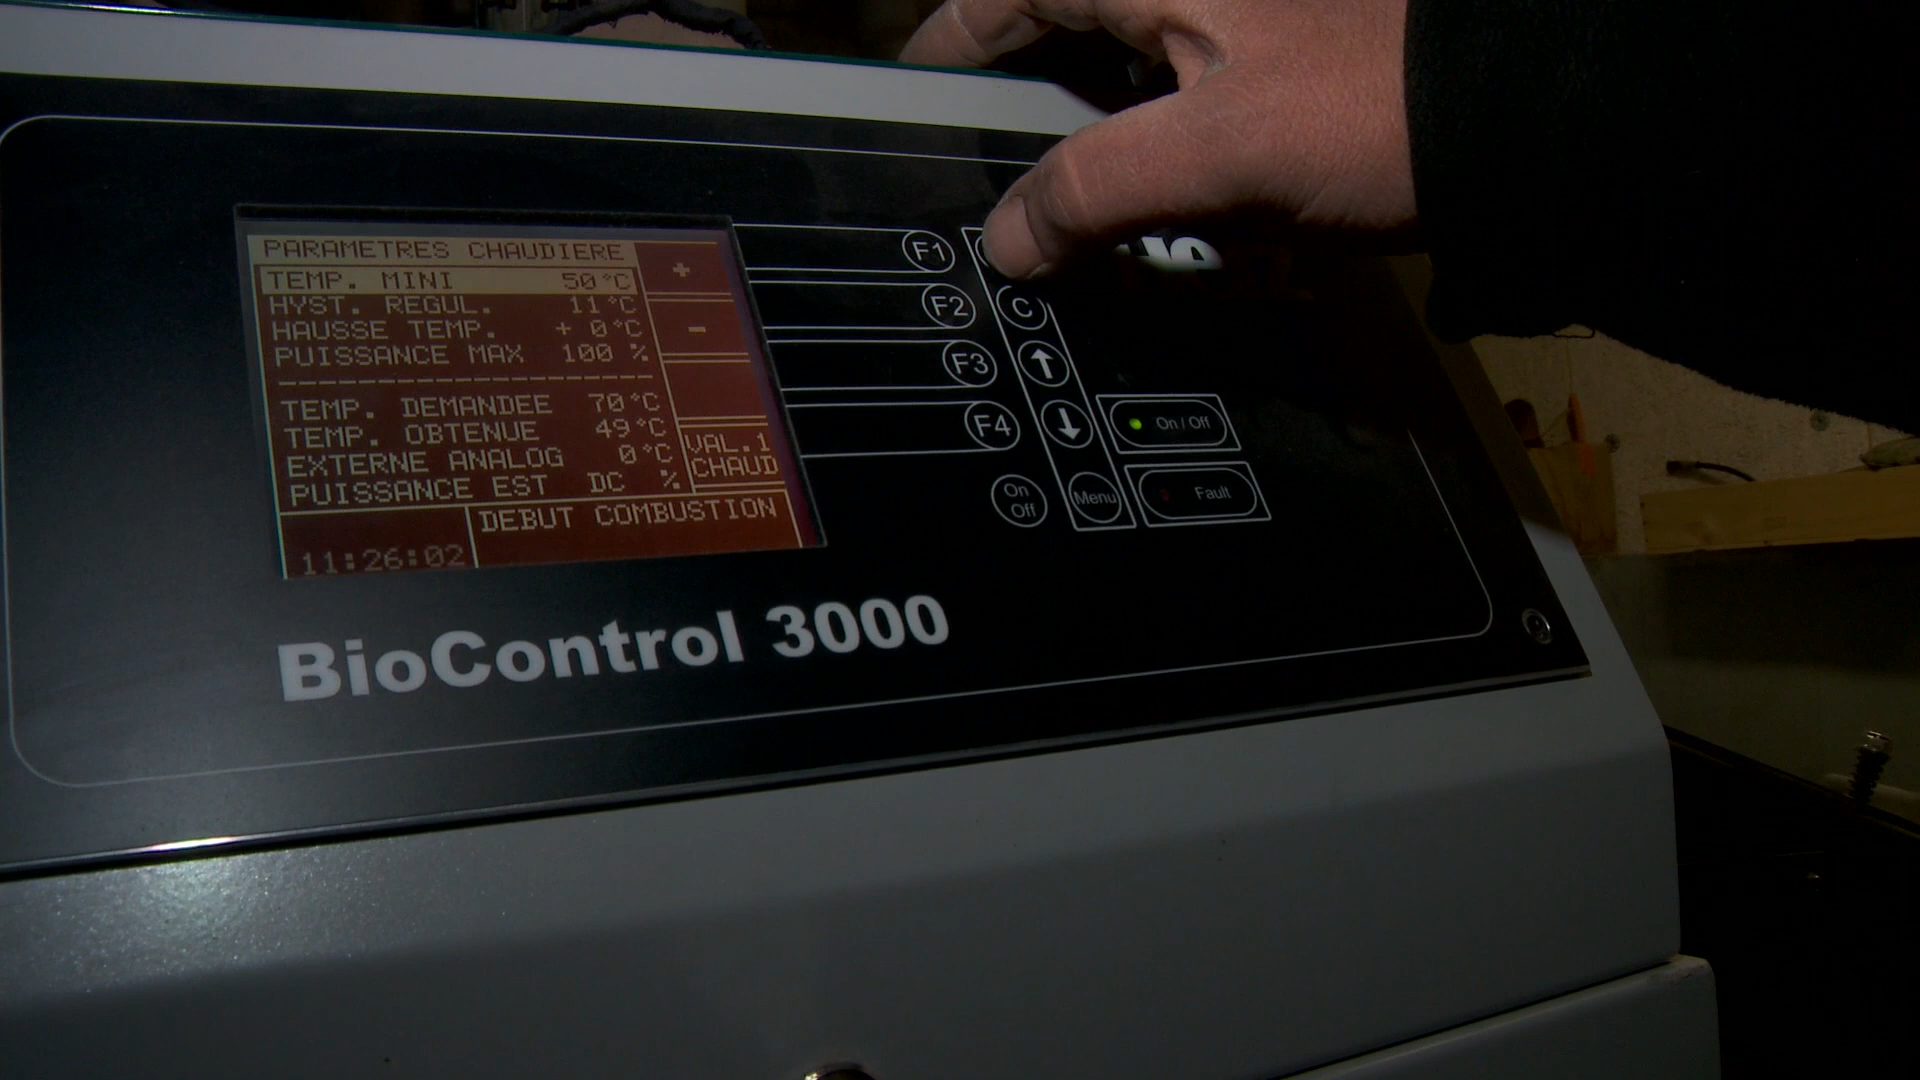 PARAMETRES CHAUDIERE
TEMP. MINI 50°C
HYST. REGUL. 11°C
HAUSSE TEMP. + 0°C
PUISSANCE MAX 100 %
--------------------
TEMP. DEMANDEE 70°C
TEMP. OBTENUE 49°C
EXTERNE ANALOG 0°C
PUISSANCE EST DC %
+
-
VAL.1
CHAUD
11:26:02
DEBUT COMBUSTION
F1
F2
F3
F4
On
Off
C
↑
↓
Menu
On / Off
Fault
BioControl 3000